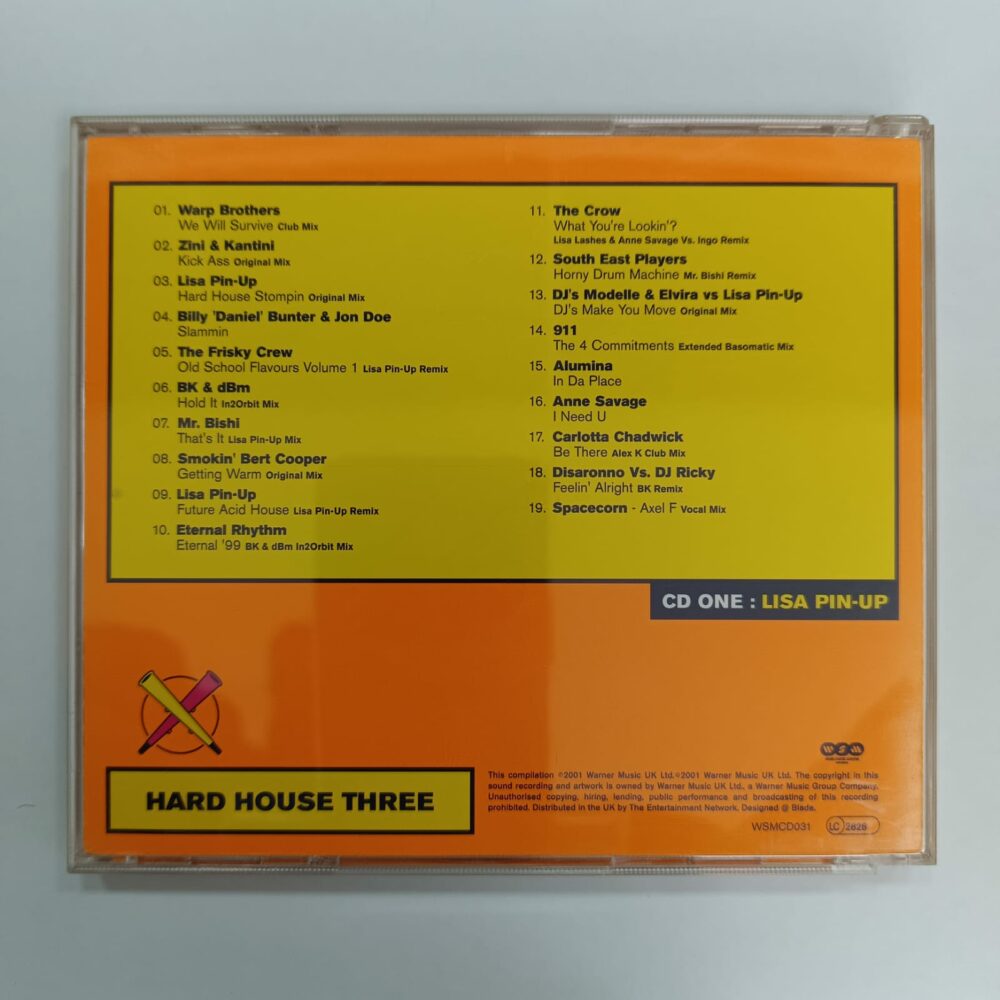 01. Warp Brothers
We Will Survive Club Mix
02. Zini & Kantini
Kick Ass Original Mix
03. Lisa Pin-Up
Hard House Stompin Original Mix
04. Billy 'Daniel' Bunter & Jon Doe
Slammin
05. The Frisky Crew
Old School Flavours Volume 1 Lisa Pin-Up Remix
06. BK & dBm
Hold It In2Orbit Mix
07. Mr. Bishi
That's It Lisa Pin-Up Mix
08. Smokin' Bert Cooper
Getting Warm Original Mix
09. Lisa Pin-Up
Future Acid House Lisa Pin-Up Remix
10. Eternal Rhythm
Eternal '99 BK & dBm In2Orbit Mix
11. The Crow
What You're Lookin'?
Lisa Lashes & Anne Savage Vs. Ingo Remix
12. South East Players
Horny Drum Machine Mr. Bishi Remix
13. DJ's Modelle & Elvira vs Lisa Pin-Up
DJ's Make You Move Original Mix
14. 911
The 4 Commitments Extended Basomatic Mix
15. Alumina
In Da Place
16. Anne Savage
I Need U
17. Carlotta Chadwick
Be There Alex K Club Mix
18. Disaronno Vs. DJ Ricky
Feelin' Alright BK Remix
19. Spacecorn - Axel F Vocal Mix
CD ONE : LISA PIN-UP
HARD HOUSE THREE
WSM
This compilation ℗2001 Warner Music UK Ltd.©2001 Warner Music UK Ltd. The copyright in this
sound recording and artwork is owned by Warner Music UK Ltd., a Warner Music Group Company.
Unauthorised copying, hiring, lending, public performance and broadcasting of this recording
prohibited. Distributed in the UK by The Entertainment Network. Designed @ Blade.
WSMCD031 LC 2828